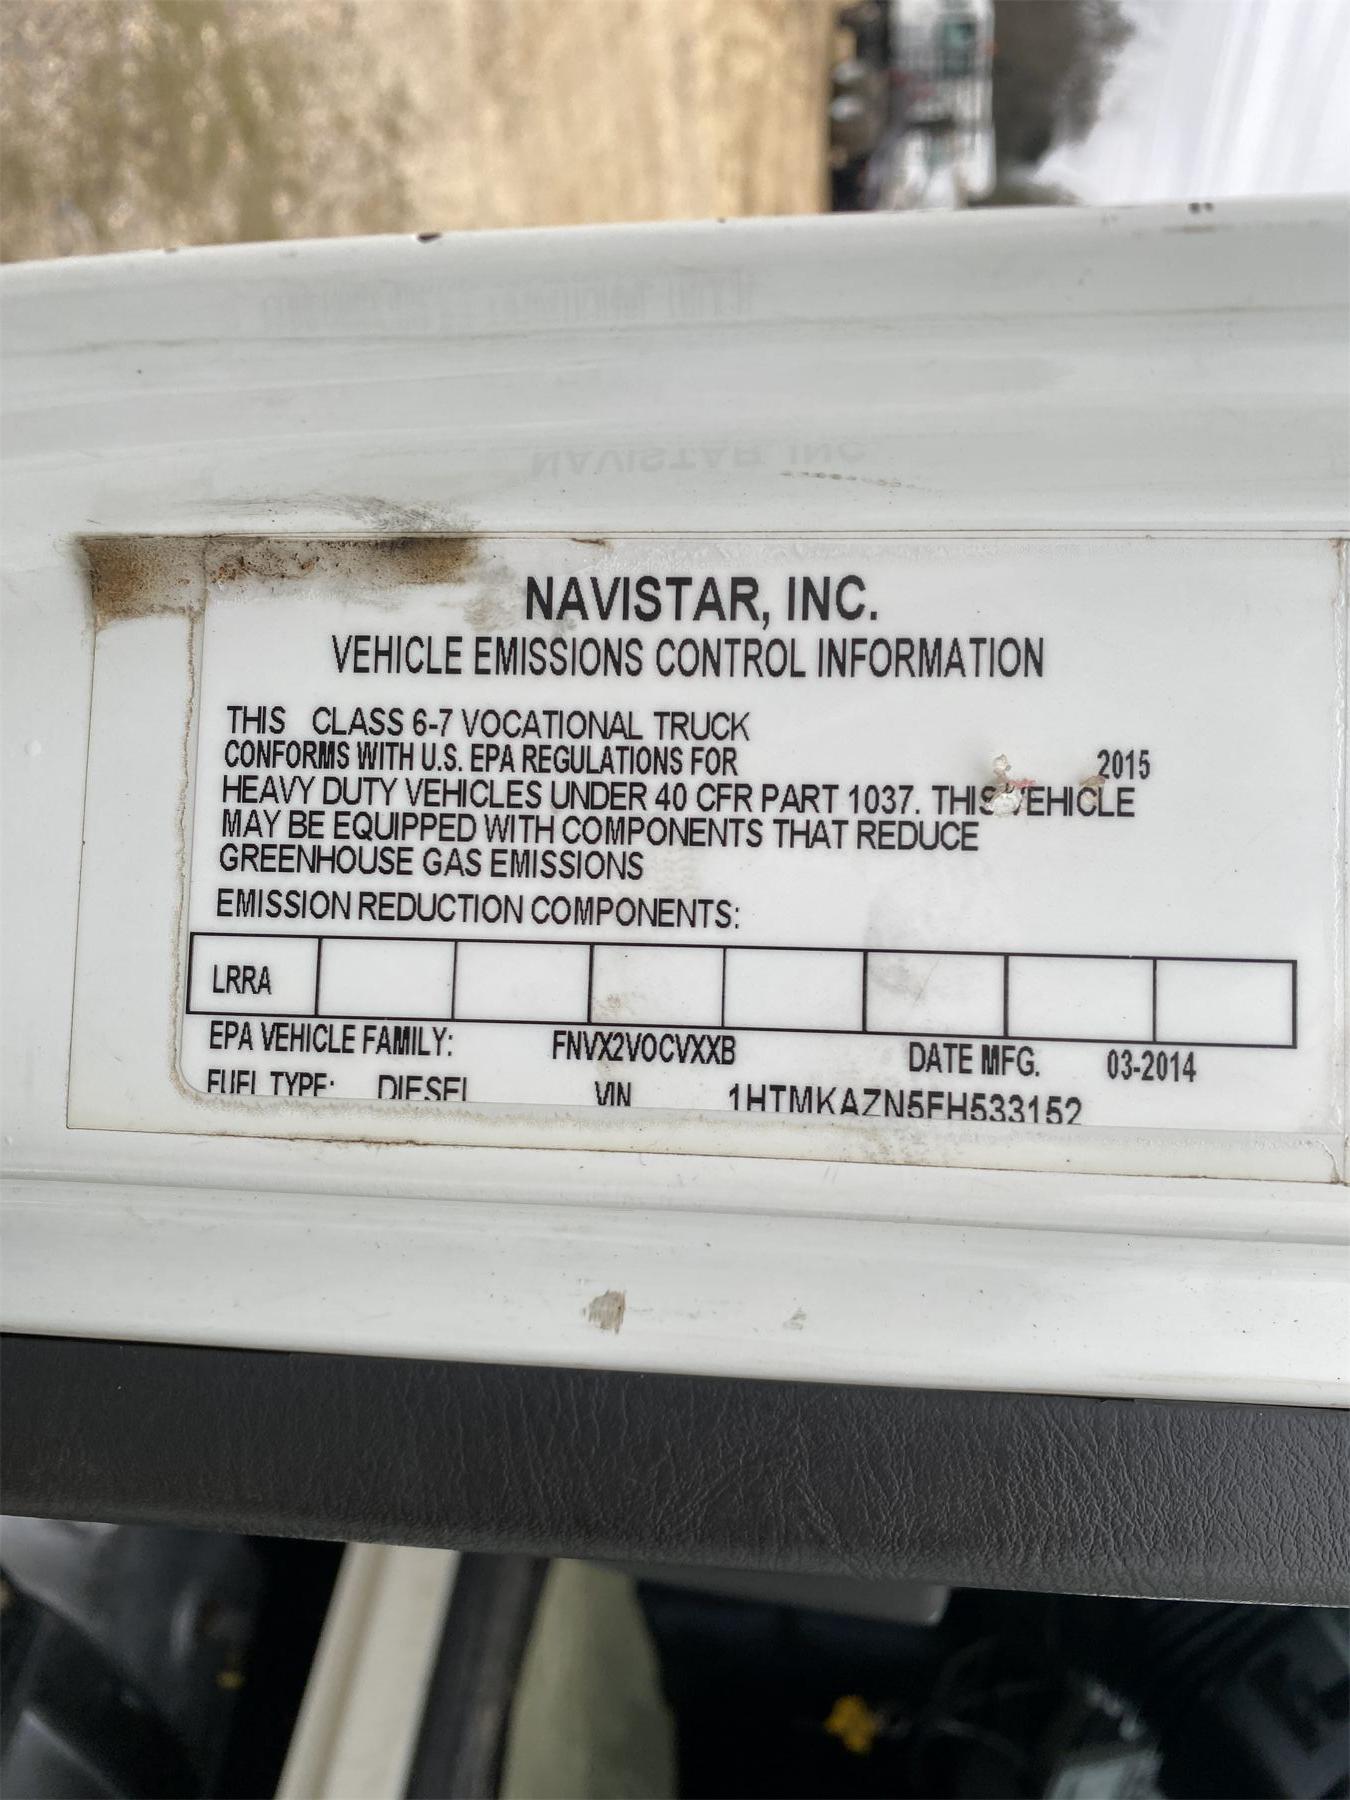 NAVISTAR, INC.
VEHICLE EMISSIONS CONTROL INFORMATION
THIS CLASS 6-7 VOCATIONAL TRUCK
CONFORMS WITH U.S. EPA REGULATIONS FOR 2015
HEAVY DUTY VEHICLES UNDER 40 CFR PART 1037. THIS VEHICLE
MAY BE EQUIPPED WITH COMPONENTS THAT REDUCE
GREENHOUSE GAS EMISSIONS
EMISSION REDUCTION COMPONENTS:
LRRA
EPA VEHICLE FAMILY: FNVX2VOCVXXB DATE MFG. 03-2014
FUEL TYPE: DIESEL VIN 1HTMKAZN5FH533152